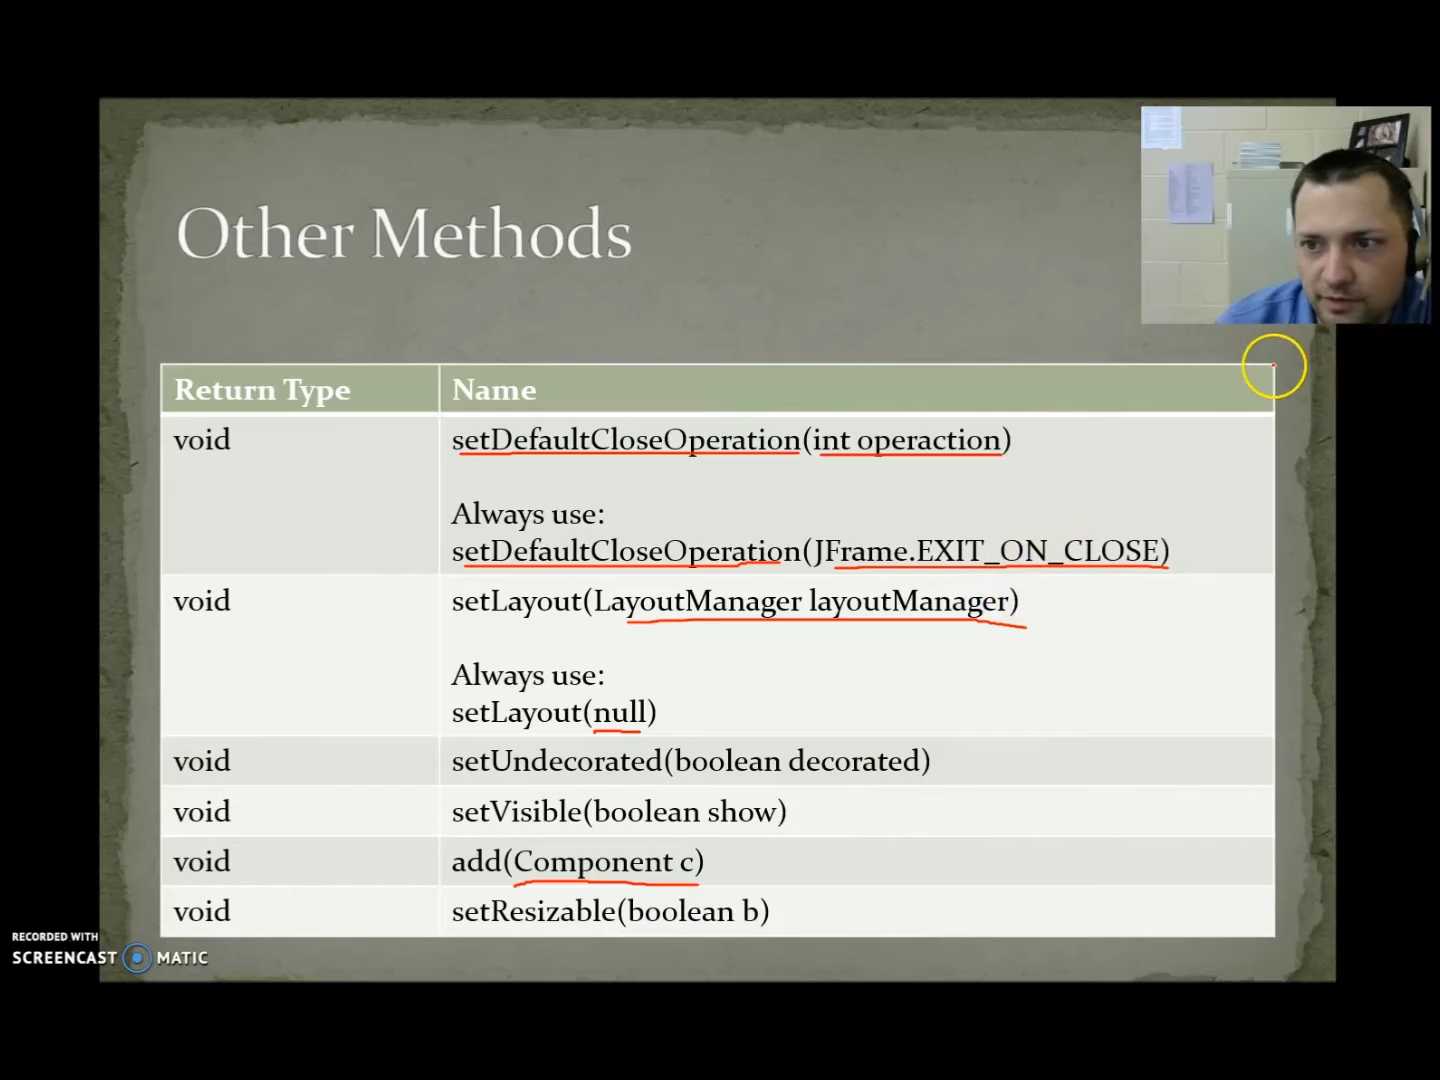 Other Methods
Return Type Name
void setDefaultCloseOperation(int operaction)
Always use:
setDefaultCloseOperation(JFrame.EXIT_ON_CLOSE)
void setLayout(LayoutManager layoutManager)
Always use:
setLayout(null)
void setUndecorated(boolean decorated)
void setVisible(boolean show)
void add(Component c)
void setResizable(boolean b)
RECORDED WITH
SCREENCAST MATIC